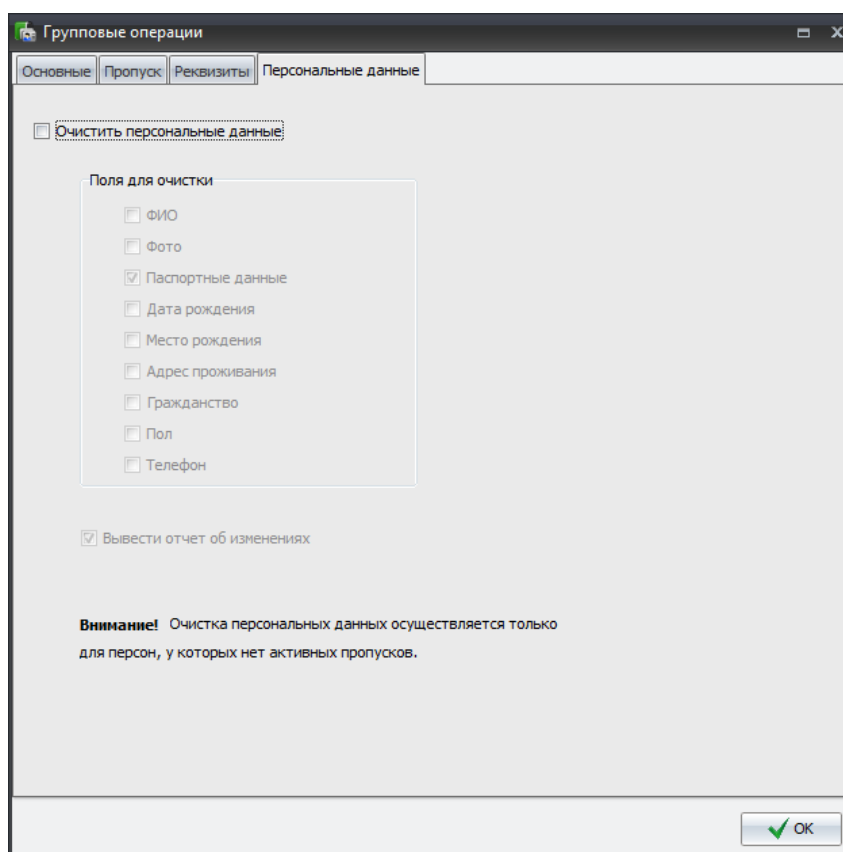 Групповые операции
Основные Пропуск Реквизиты Персональные данные
Очистить персональные данные
Поля для очистки
ФИО
Фото
Паспортные данные
Дата рождения
Место рождения
Адрес проживания
Гражданство
Пол
Телефон
Вывести отчет об изменениях
Внимание! Очистка персональных данных осуществляется только
для персон, у которых нет активных пропусков.
ОК